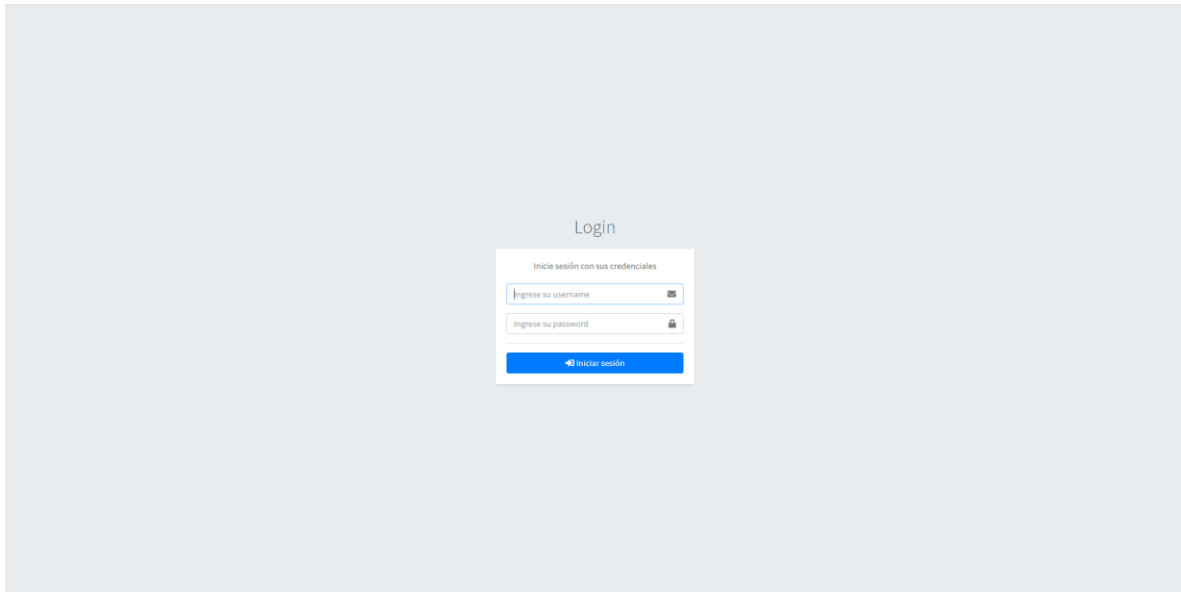 Login
Inicie sesión con sus credenciales
Ingrese su username
Ingrese su password
Iniciar sesión